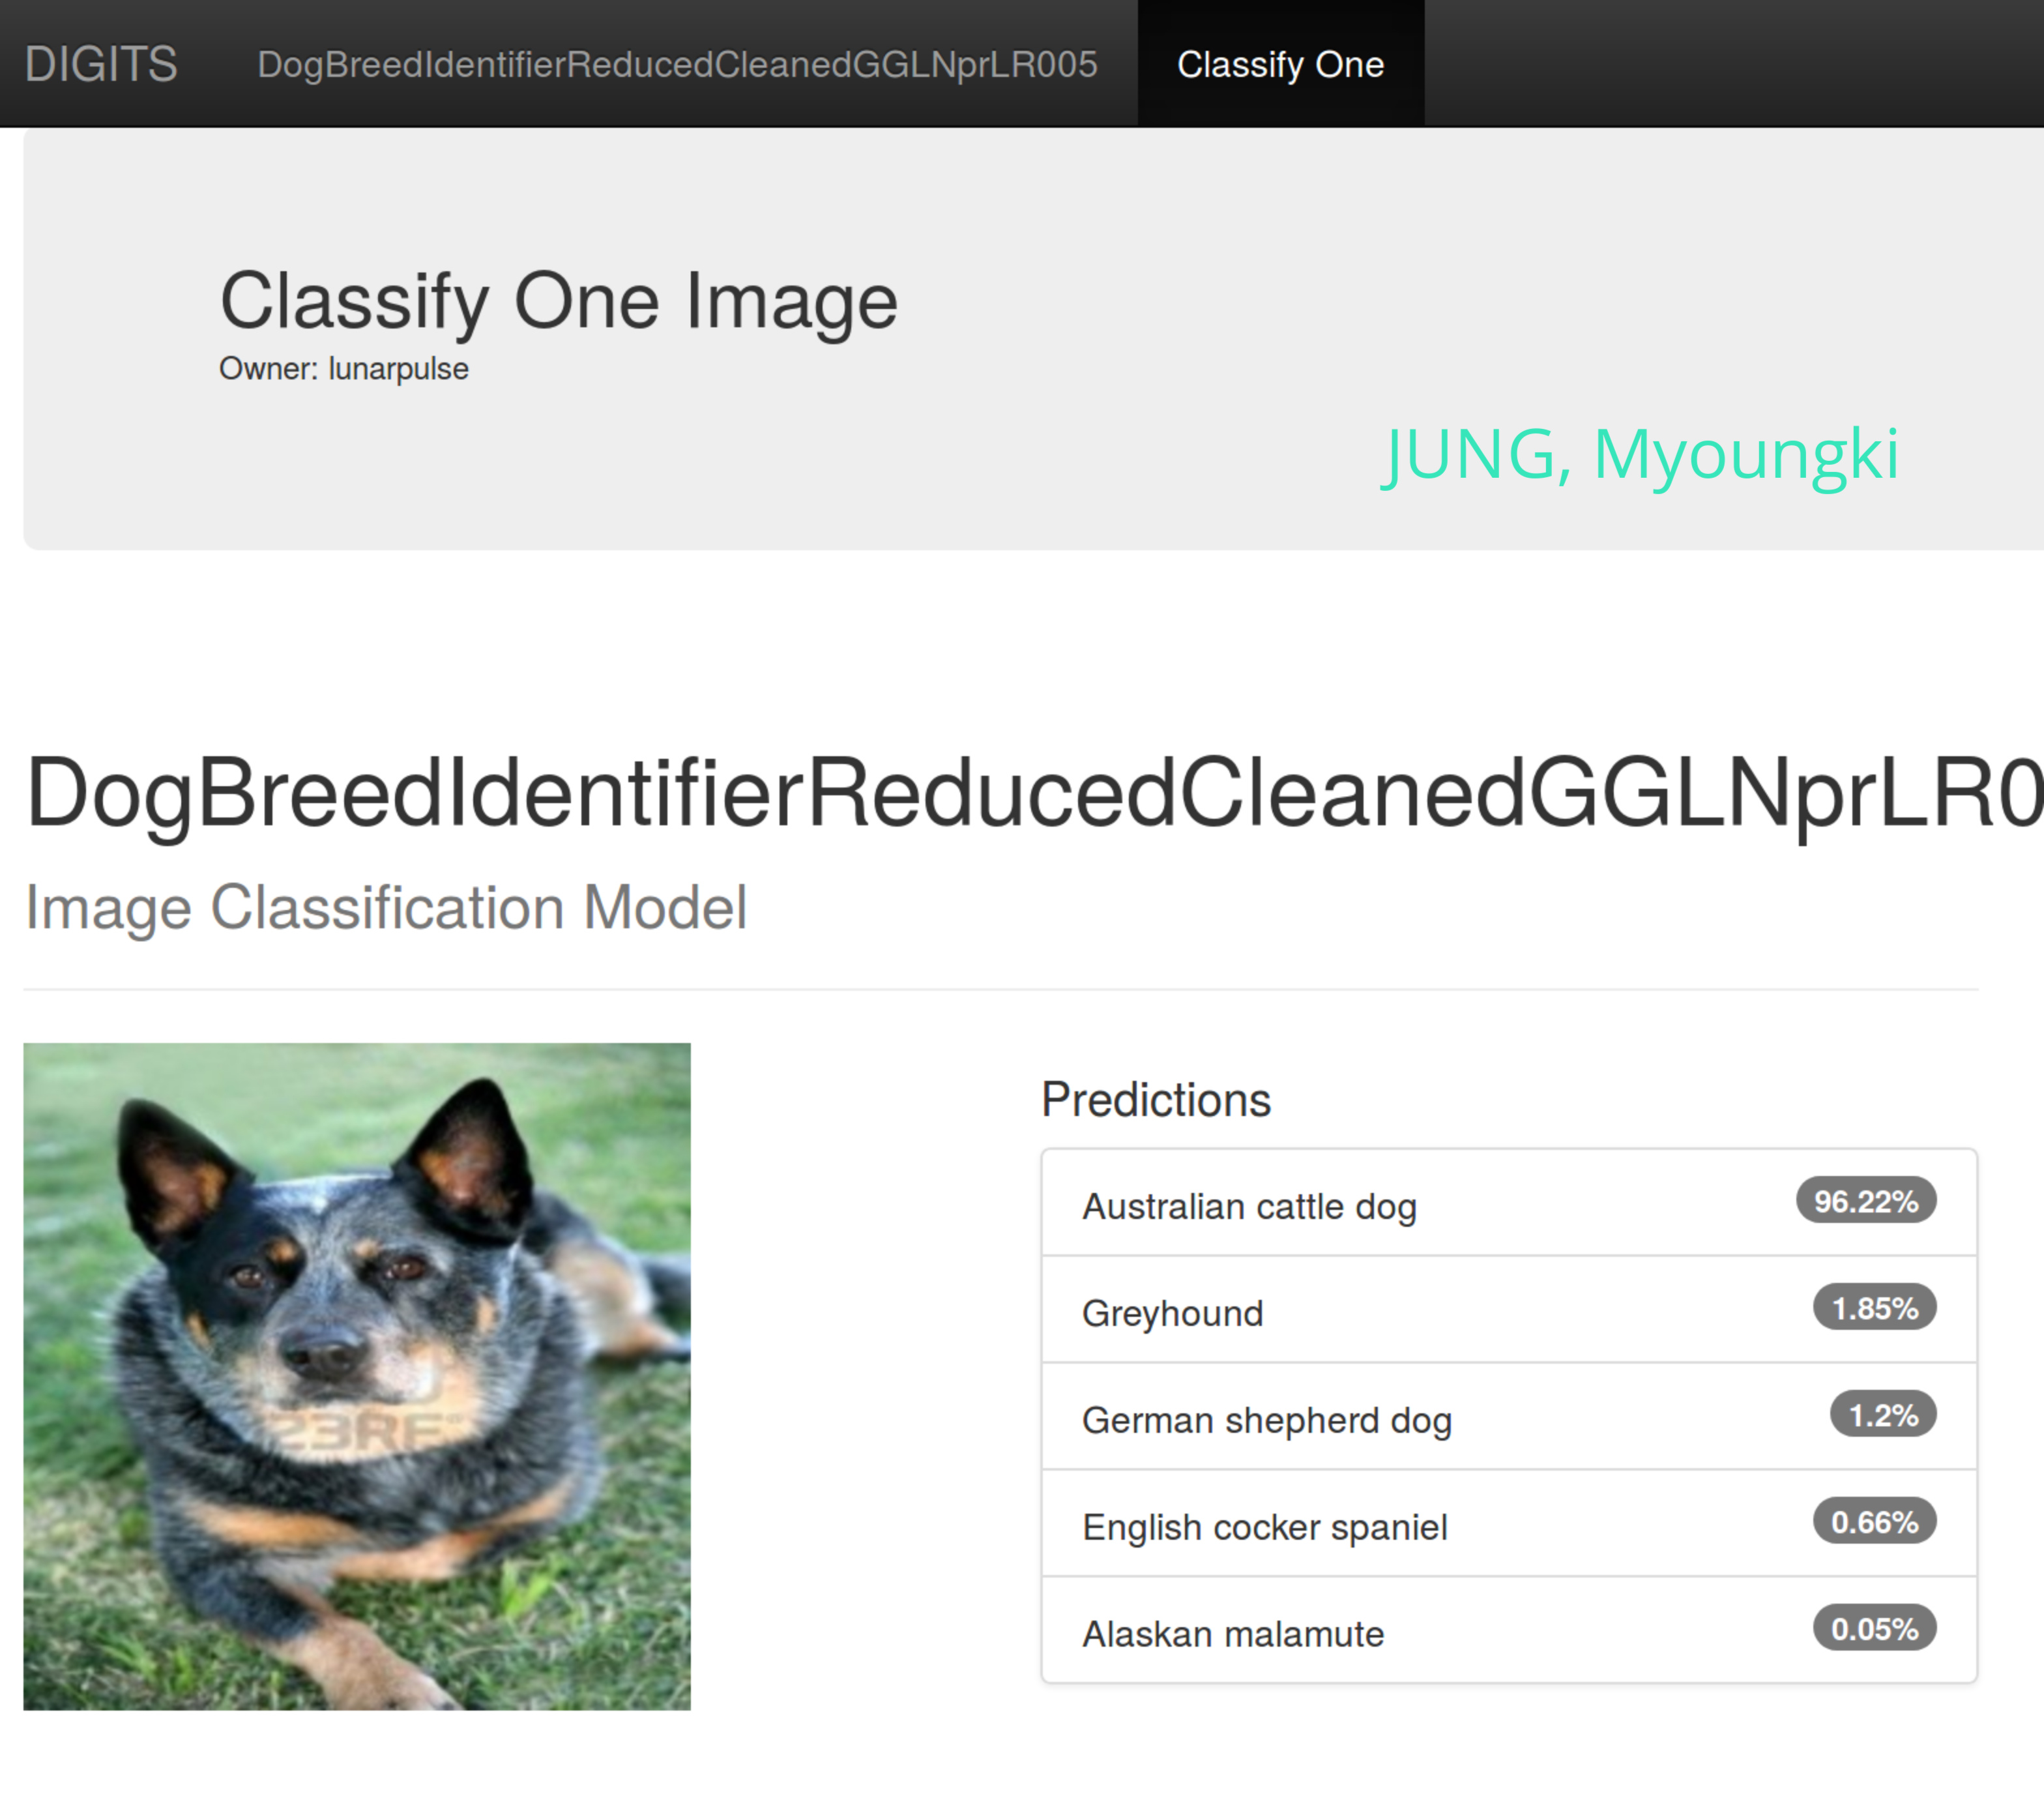 DIGITS DogBreedIdentifierReducedCleanedGGLNprLR005 Classify One
Classify One Image
Owner: lunarpulse
JUNG, Myoungki
DogBreedIdentifierReducedCleanedGGLNprLR0
Image Classification Model
Predictions
Australian cattle dog 96.22%
Greyhound 1.85%
German shepherd dog 1.2%
English cocker spaniel 0.66%
Alaskan malamute 0.05%
23RF